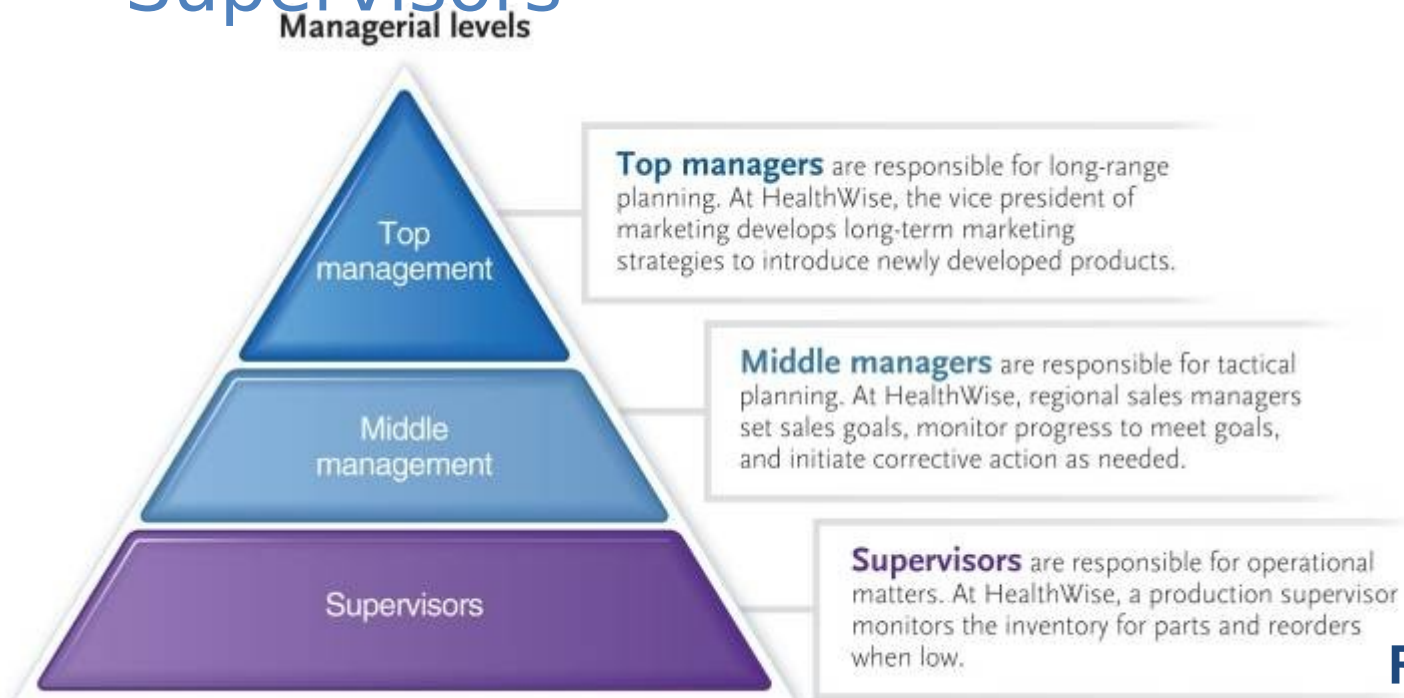 Supervisors
Managerial levels
Top
management
Top managers are responsible for long-range
planning. At HealthWise, the vice president of
marketing develops long-term marketing
strategies to introduce newly developed products.
Middle
management
Middle managers are responsible for tactical
planning. At HealthWise, regional sales managers
set sales goals, monitor progress to meet goals,
and initiate corrective action as needed.
Supervisors
Supervisors are responsible for operational
matters. At HealthWise, a production supervisor
monitors the inventory for parts and reorders
when low.